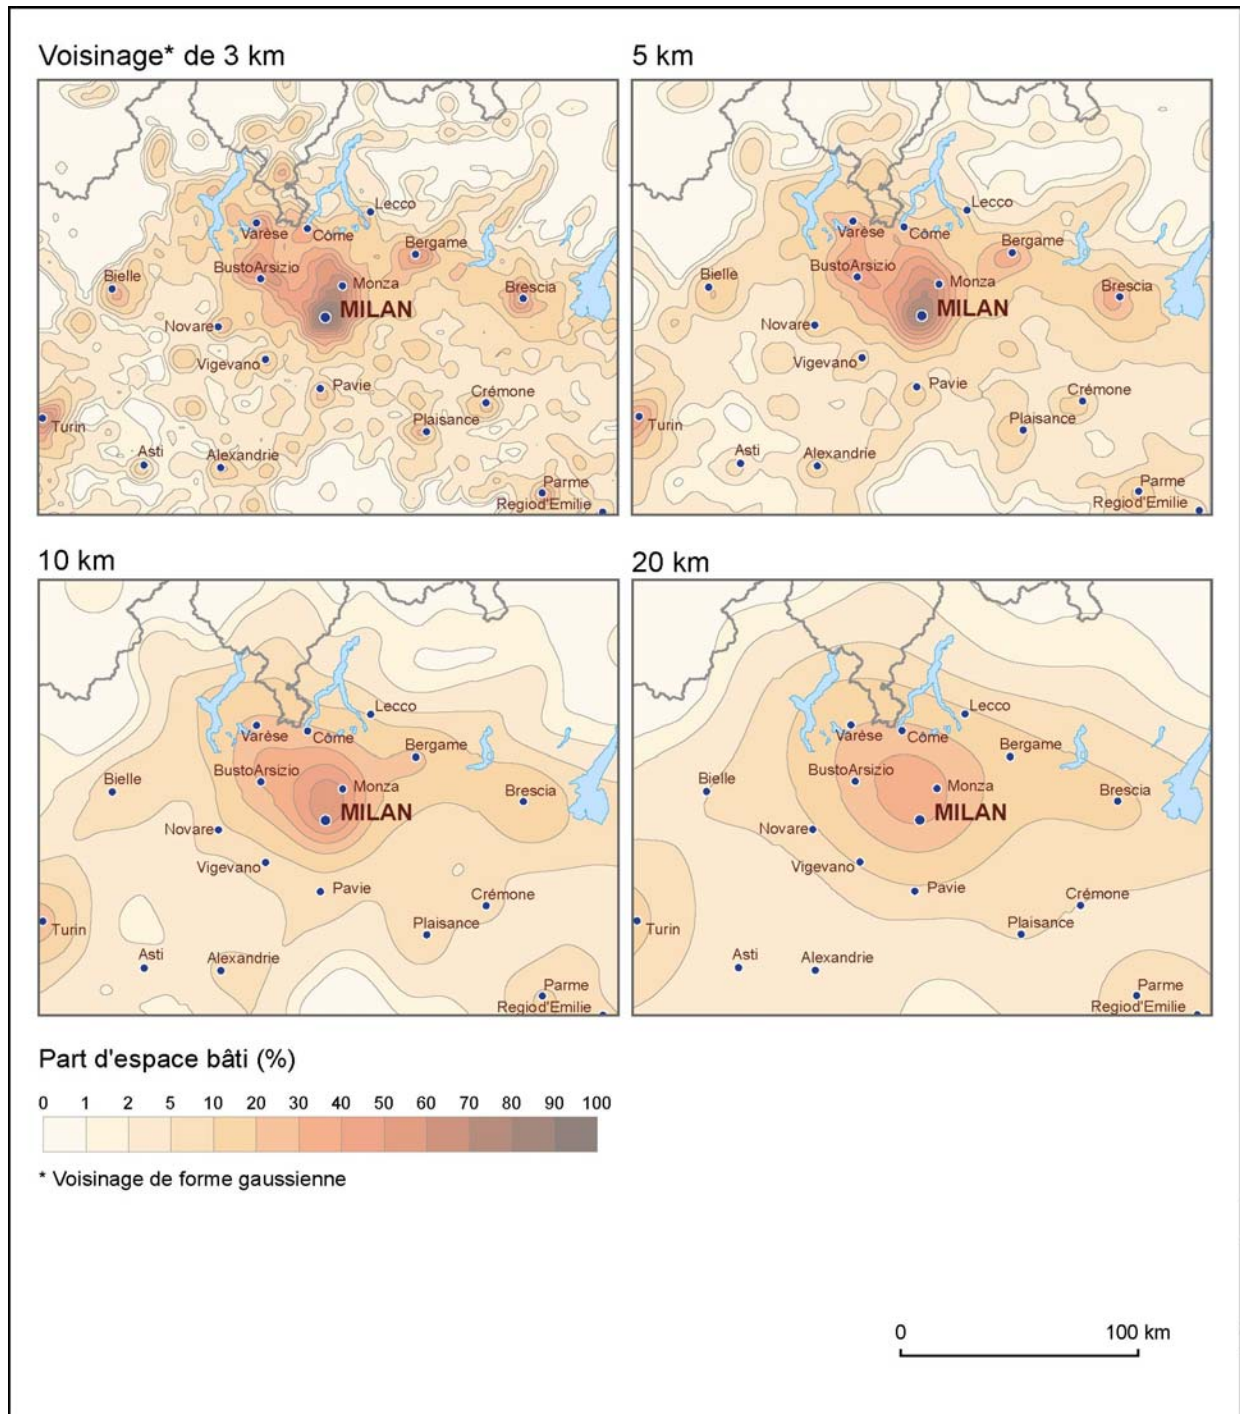 Voisinage* de 3 km
5 km
Lecco
Varèse
Côme
Bergame
BustoArsizio
Monza
Bielle
Brescia
MILAN
Novare
Vigevano
Pavie
Crémone
Plaisance
Turin
Asti
Alexandrie
Parme
Regiod'Emilie
Lecco
Varèse
Côme
Bergame
BustoArsizio
Monza
Bielle
Brescia
MILAN
Novare
Vigevano
Pavie
Crémone
Plaisance
Turin
Asti
Alexandrie
Parme
Regiod'Emilie
10 km
20 km
Lecco
Varèse
Côme
Bergame
BustoArsizio
Bielle
Monza
Brescia
MILAN
Novare
Vigevano
Pavie
Crémone
Plaisance
Turin
Asti
Alexandrie
Parme
Regiod'Emilie
Lecco
Varèse
Côme
Bergame
BustoArsizio
Bielle
Monza
Brescia
MILAN
Novare
Vigevano
Pavie
Crémone
Plaisance
Turin
Asti
Alexandrie
Parme
Regiod'Emilie
Part d'espace bâti (%)
0 1 2 5 10 20 30 40 50 60 70 80 90 100
* Voisinage de forme gaussienne
0 100 km